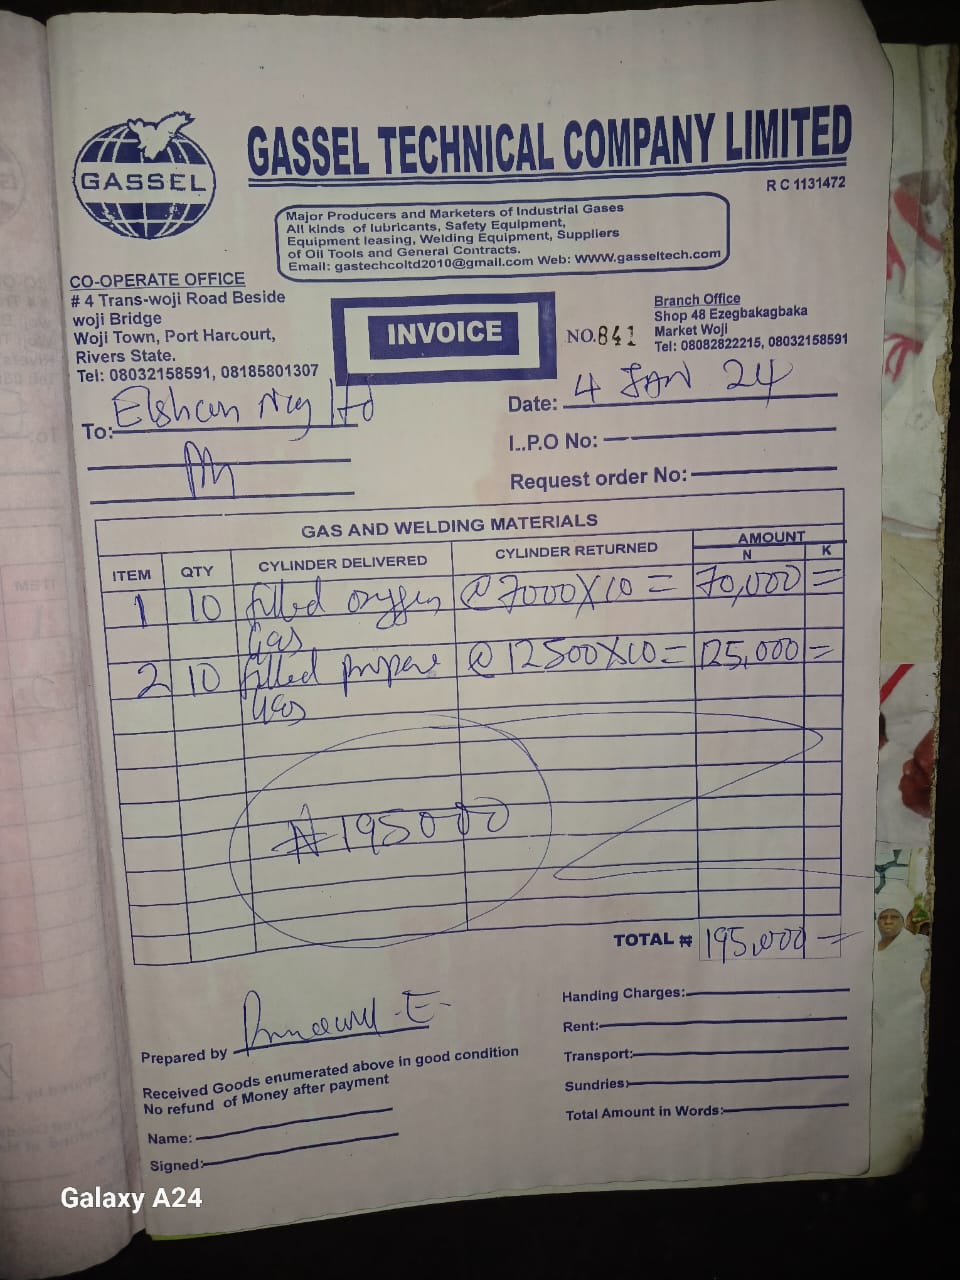 GASSEL
GASSEL TECHNICAL COMPANY LIMITED
R C 1131472
Major Producers and Marketers of Industrial Gases
All kinds of lubricants, Safety Equipment,
Equipment leasing, Welding Equipment, Suppliers
of Oil Tools and General Contracts.
Email: gastechcoltd2010@gmail.com Web: www.gasseltech.com
CO-OPERATE OFFICE
# 4 Trans-woji Road Beside
woji Bridge
Woji Town, Port Harcourt,
Rivers State.
Tel: 08032158591, 08185801307
INVOICE
NO. 841
Branch Office
Shop 48 Ezegbakagbaka
Market Woji
Tel: 08082822215, 08032158591
To: Elshcon Nig ltd
Date: 4 JAN 24
I..P.O No:
Request order No:
GAS AND WELDING MATERIALS
ITEM QTY CYLINDER DELIVERED CYLINDER RETURNED AMOUNT
N K
1 10 filled oxygen @ 7000 X 10 = 70,000 =
Gas
2 10 filled propane @ 12500 X 10 = 125,000 =
Gas
₦195000
TOTAL ₦ 195,000 =
Prepared by
Received Goods enumerated above in good condition
No refund of Money after payment
Name:
Signed:
Handing Charges:
Rent:
Transport:
Sundries:
Total Amount in Words:
Galaxy A24